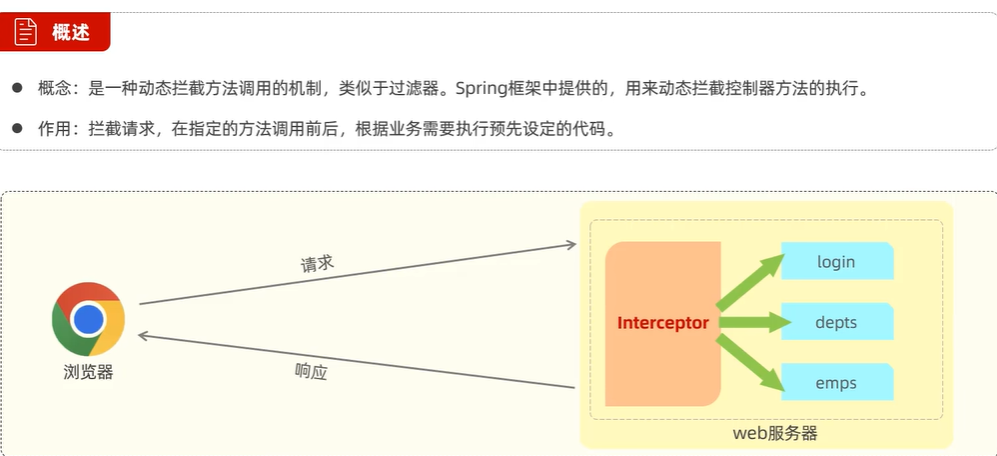 概述
● 概念：是一种动态拦截方法调用的机制，类似于过滤器。Spring框架中提供的，用来动态拦截控制器方法的执行。
● 作用：拦截请求，在指定的方法调用前后，根据业务需要执行预先设定的代码。
请求
login
Interceptor
depts
浏览器
响应
emps
web服务器